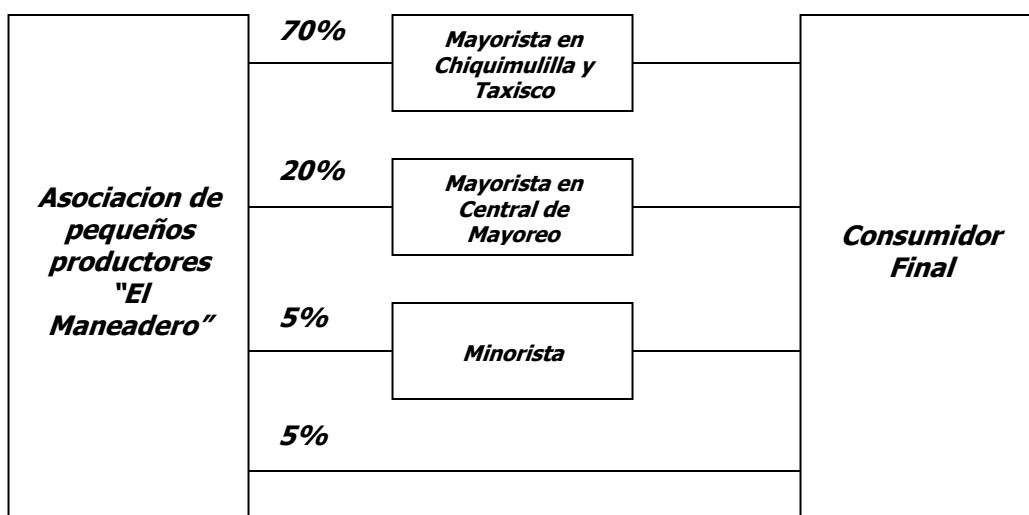 Asociacion de
pequeños
productores
“El
Maneadero”
70%
Mayorista en
Chiquimulilla y
Taxisco
20%
Mayorista en
Central de
Mayoreo
5%
Minorista
5%
Consumidor
Final